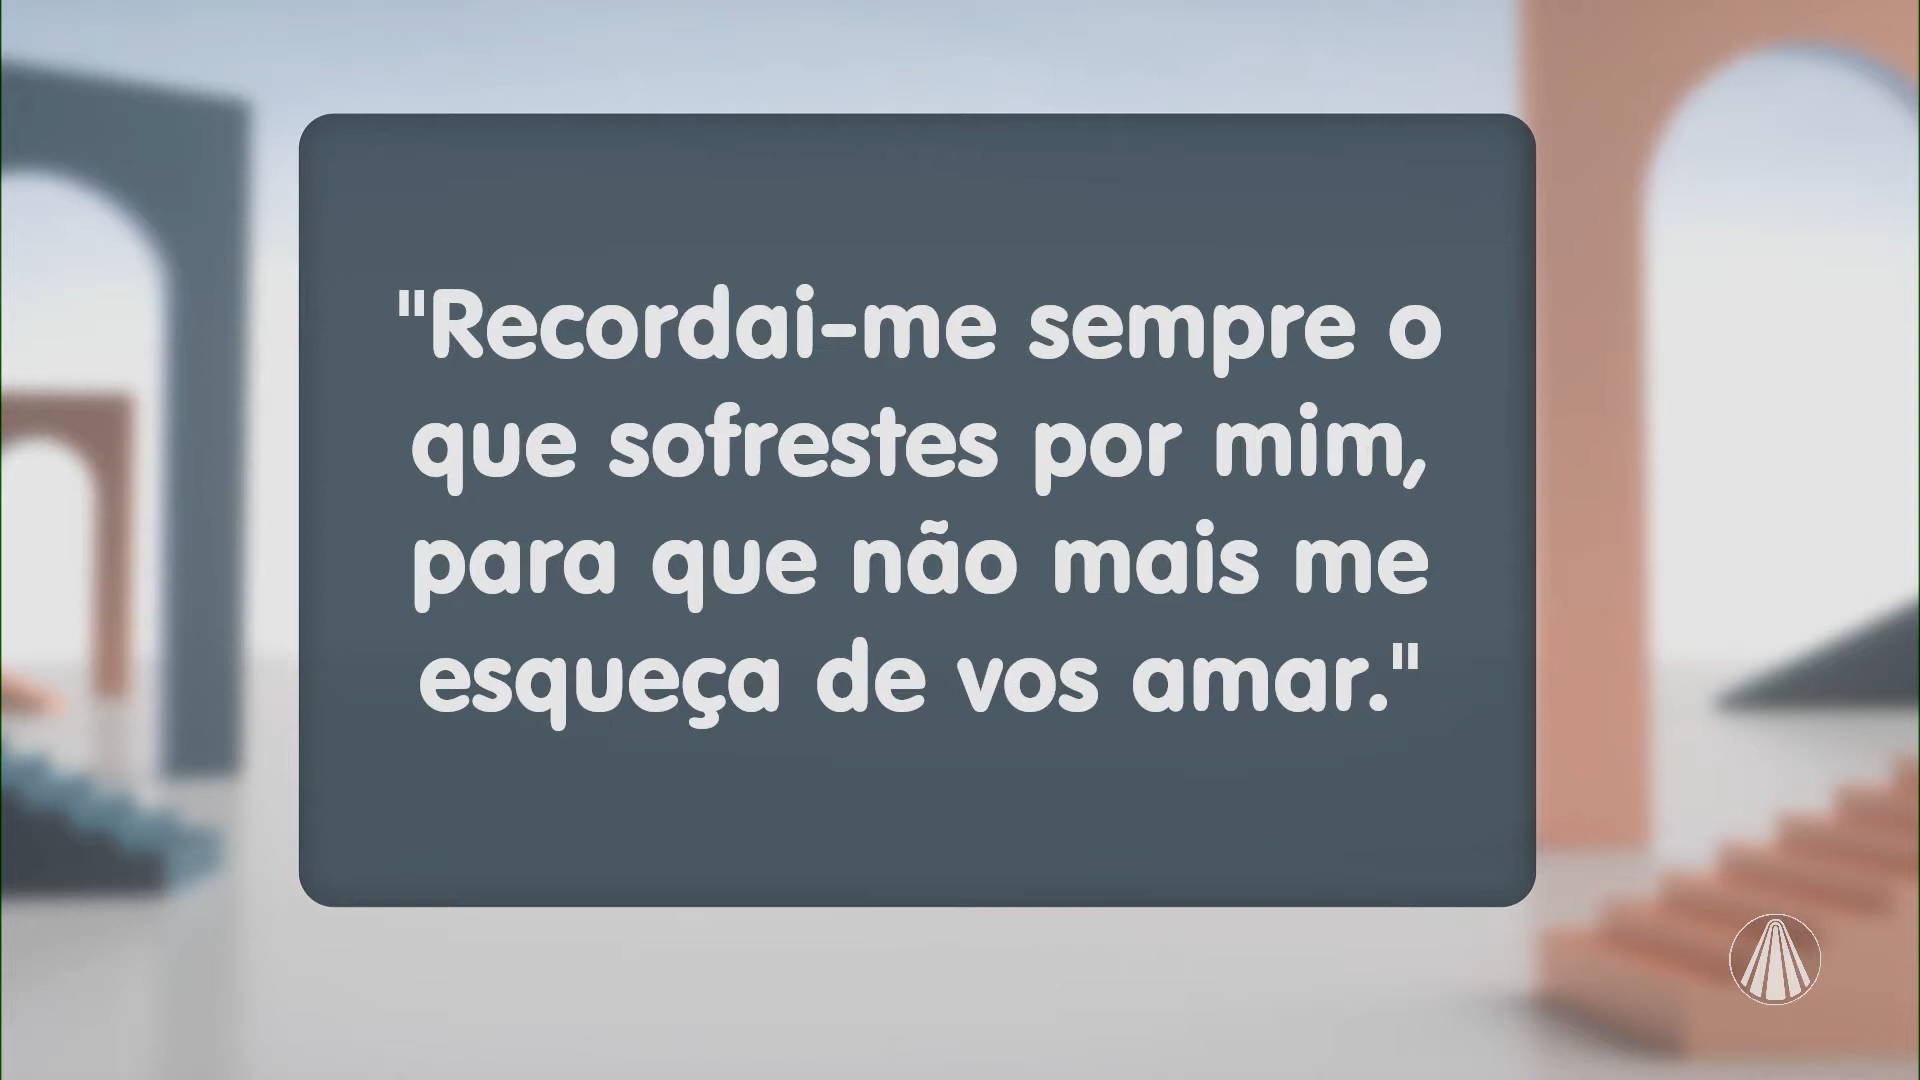 "Recordai-me sempre o
que sofrestes por mim,
para que não mais me
esqueça de vos amar."